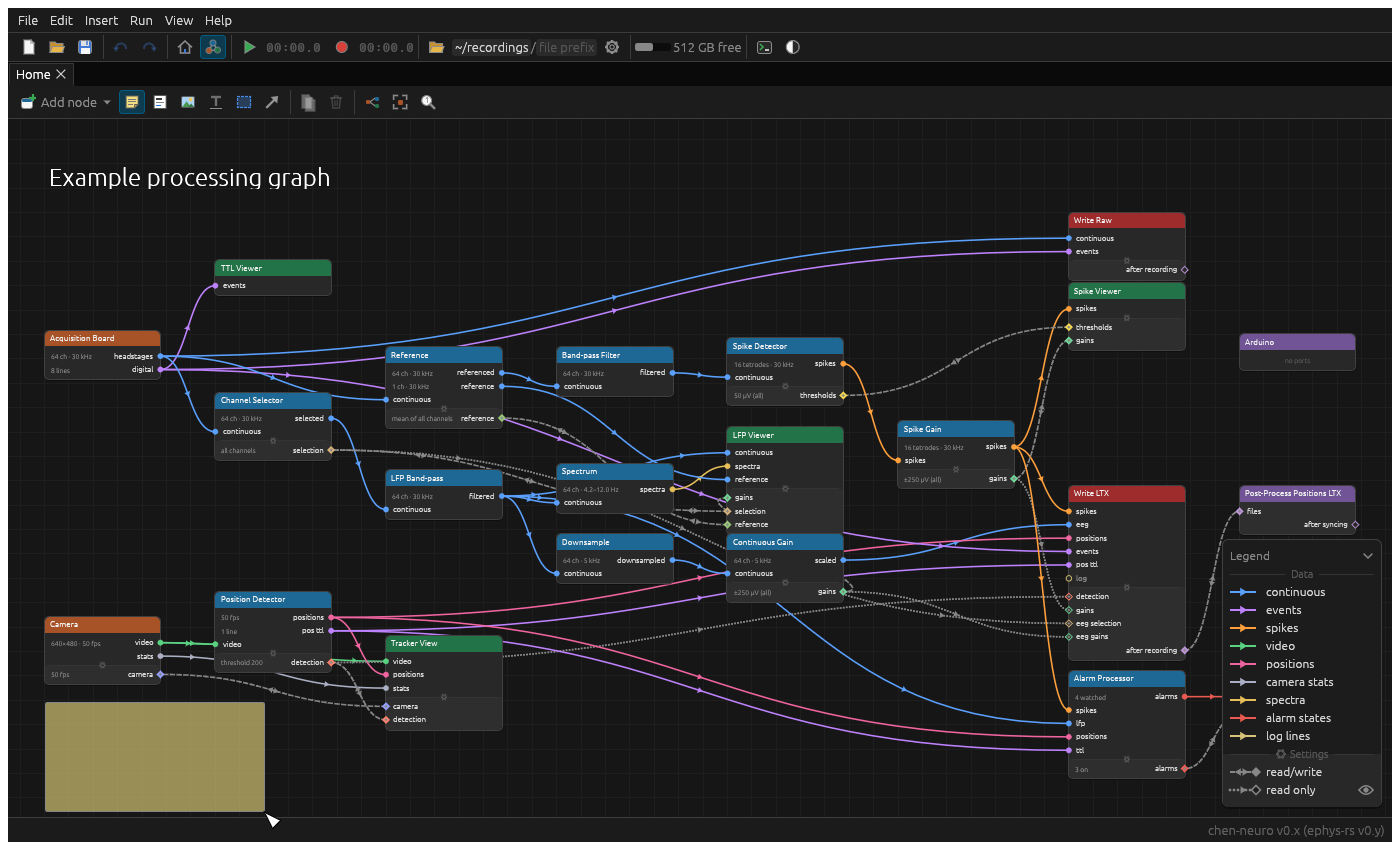 File Edit Insert Run View Help
00:00.0 00:00.0 ~/recordings/file prefix 512 GB free
Home
Add node
Example processing graph
Write Raw
continuous
events
after recording
TTL Viewer
events
Spike Viewer
spikes
thresholds
gains
Acquisition Board
64 ch · 30 kHz headstages
8 lines digital
Arduino
no ports
Reference
64 ch · 30 kHz referenced
1 ch · 30 kHz reference
continuous
mean of all channels reference
Band-pass Filter
64 ch · 30 kHz filtered
continuous
Spike Detector
16 tetrodes · 30 kHz spikes
continuous
50 µV (all) thresholds
Channel Selector
64 ch · 30 kHz selected
continuous
all channels selection
Spike Gain
16 tetrodes · 30 kHz spikes
spikes
±250 µV (all) gains
LFP Viewer
continuous
spectra
reference
gains
selection
reference
LFP Band-pass
64 ch · 30 kHz filtered
continuous
Spectrum
64 ch · 4.2–12.0 Hz spectra
continuous
Write LTX
spikes
eeg
positions
events
pos ttl
log
detection
gains
eeg selection
eeg gains
after recording
Post-Process Positions LTX
files
after syncing
Downsample
64 ch · 5 kHz downsampled
continuous
Continuous Gain
64 ch · 5 kHz scaled
continuous
±250 µV (all) gains
Position Detector
50 fps positions
1 line pos ttl
video
threshold 200 detection
Camera
640×480 · 50 fps video
stats
50 fps camera
Tracker View
video
positions
stats
camera
detection
Alarm Processor
4 watched alarms
spikes
lfp
positions
ttl
3 on alarms
Legend
Data
continuous
events
spikes
video
positions
camera stats
spectra
alarm states
log lines
Settings
read/write
read only
chen-neuro v0.x (ephys-rs v0.y)